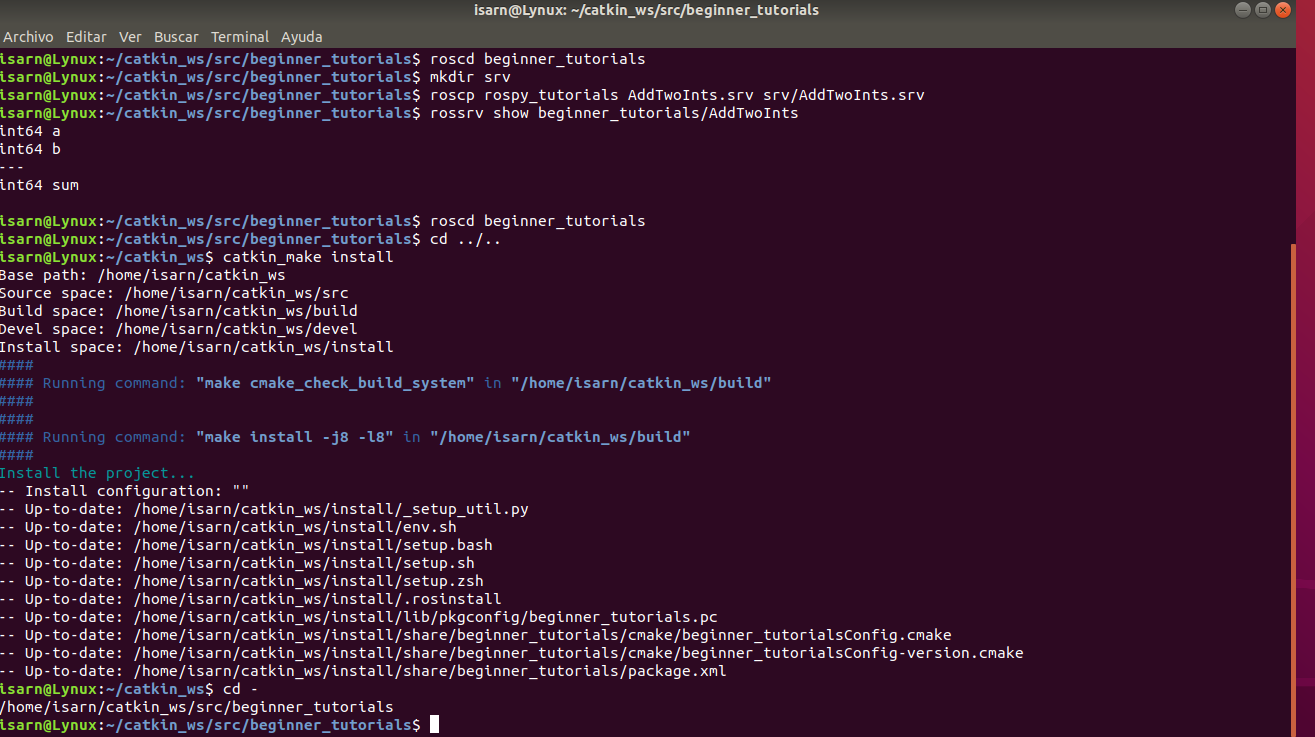 isarn@Lynux: ~/catkin_ws/src/beginner_tutorials
Archivo Editar Ver Buscar Terminal Ayuda
isarn@Lynux:~/catkin_ws/src/beginner_tutorials$ roscd beginner_tutorials
isarn@Lynux:~/catkin_ws/src/beginner_tutorials$ mkdir srv
isarn@Lynux:~/catkin_ws/src/beginner_tutorials$ roscp rospy_tutorials AddTwoInts.srv srv/AddTwoInts.srv
isarn@Lynux:~/catkin_ws/src/beginner_tutorials$ rossrv show beginner_tutorials/AddTwoInts
int64 a
int64 b
---
int64 sum
isarn@Lynux:~/catkin_ws/src/beginner_tutorials$ roscd beginner_tutorials
isarn@Lynux:~/catkin_ws/src/beginner_tutorials$ cd ../..
isarn@Lynux:~/catkin_ws$ catkin_make install
Base path: /home/isarn/catkin_ws
Source space: /home/isarn/catkin_ws/src
Build space: /home/isarn/catkin_ws/build
Devel space: /home/isarn/catkin_ws/devel
Install space: /home/isarn/catkin_ws/install
####
#### Running command: "make cmake_check_build_system" in "/home/isarn/catkin_ws/build"
####
####
#### Running command: "make install -j8 -l8" in "/home/isarn/catkin_ws/build"
####
Install the project...
-- Install configuration: ""
-- Up-to-date: /home/isarn/catkin_ws/install/_setup_util.py
-- Up-to-date: /home/isarn/catkin_ws/install/env.sh
-- Up-to-date: /home/isarn/catkin_ws/install/setup.bash
-- Up-to-date: /home/isarn/catkin_ws/install/setup.sh
-- Up-to-date: /home/isarn/catkin_ws/install/setup.zsh
-- Up-to-date: /home/isarn/catkin_ws/install/.rosinstall
-- Up-to-date: /home/isarn/catkin_ws/install/lib/pkgconfig/beginner_tutorials.pc
-- Up-to-date: /home/isarn/catkin_ws/install/share/beginner_tutorials/cmake/beginner_tutorialsConfig.cmake
-- Up-to-date: /home/isarn/catkin_ws/install/share/beginner_tutorials/cmake/beginner_tutorialsConfig-version.cmake
-- Up-to-date: /home/isarn/catkin_ws/install/share/beginner_tutorials/package.xml
isarn@Lynux:~/catkin_ws$ cd -
/home/isarn/catkin_ws/src/beginner_tutorials
isarn@Lynux:~/catkin_ws/src/beginner_tutorials$